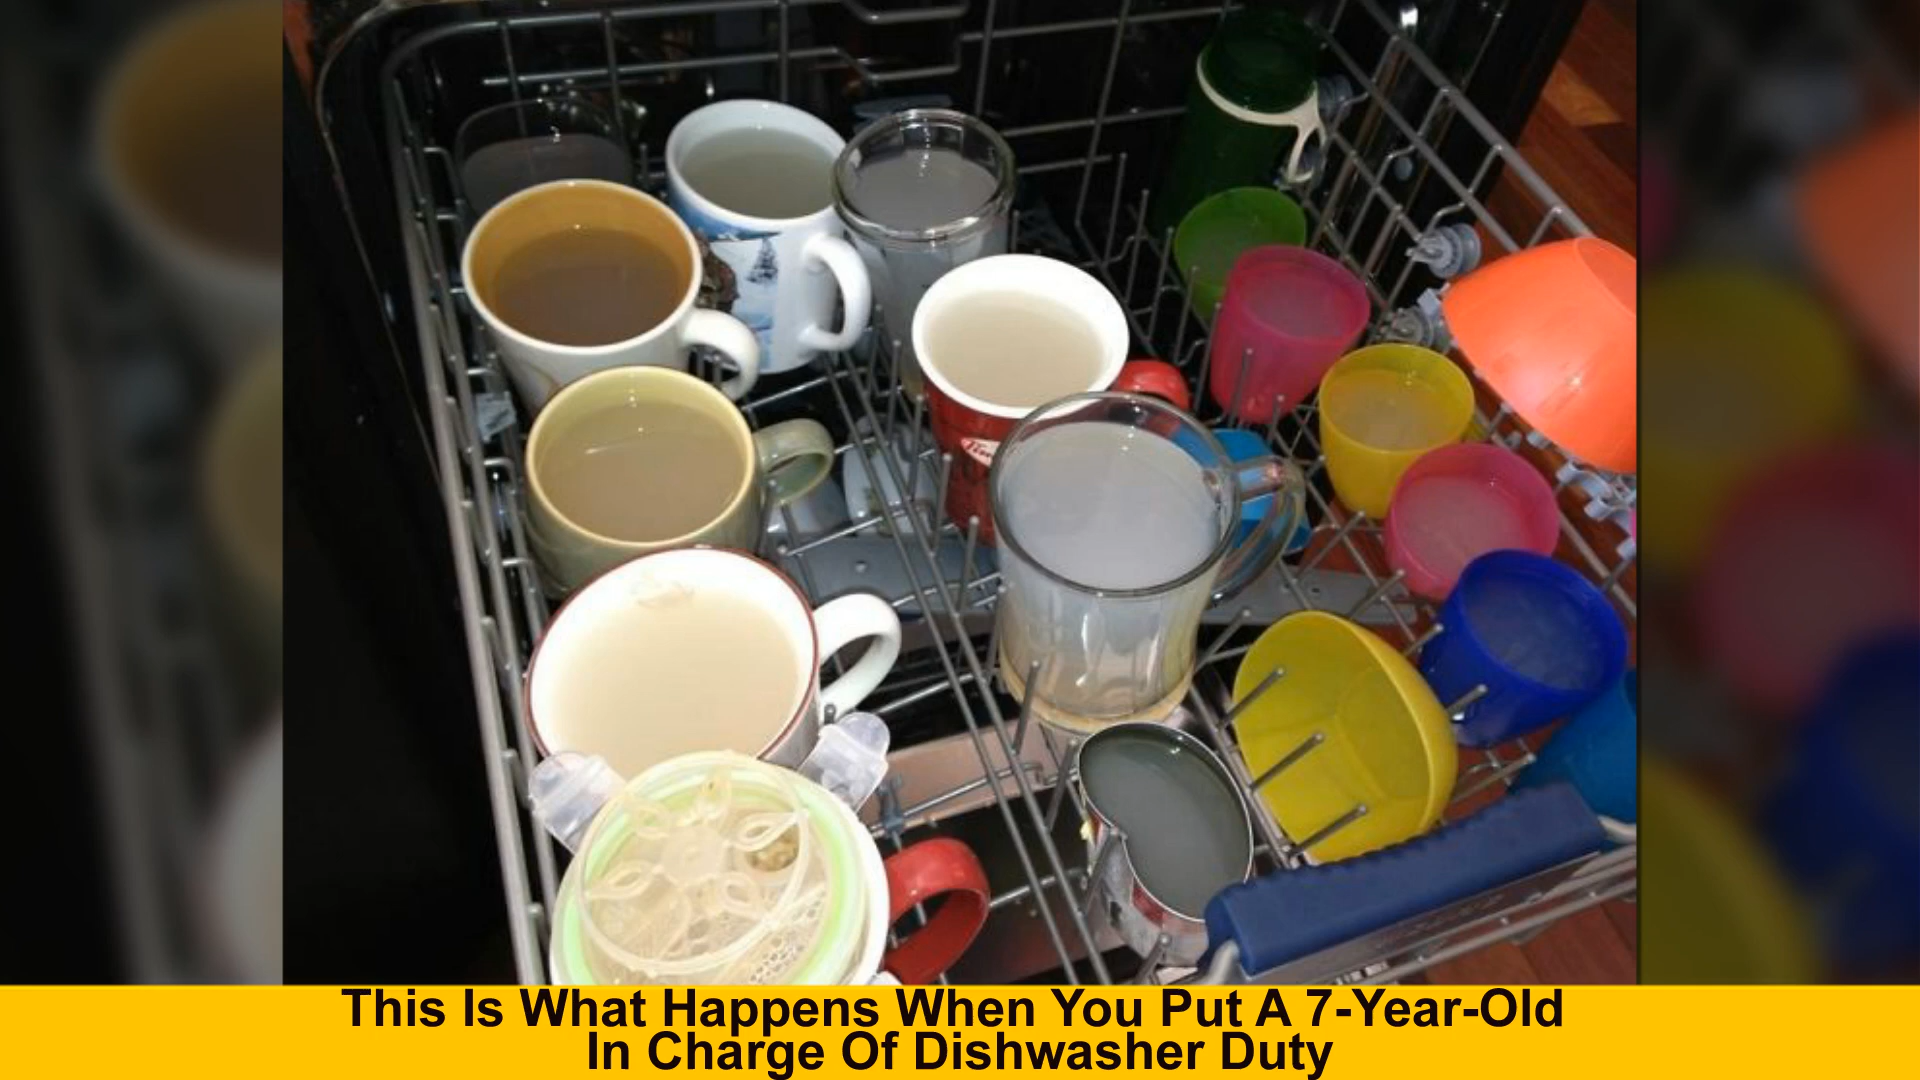 This Is What Happens When You Put A 7-Year-Old
In Charge Of Dishwasher Duty